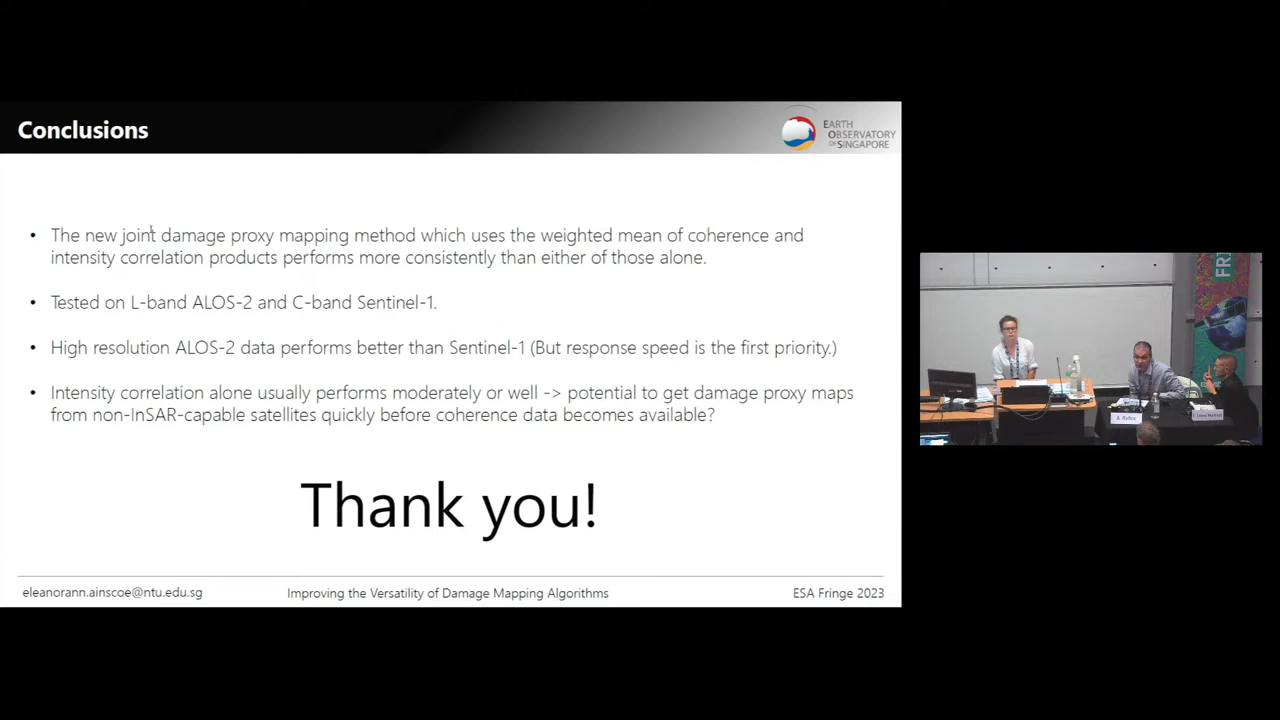 Conclusions
EARTH
OBSERVATORY
OF SINGAPORE
• The new joint damage proxy mapping method which uses the weighted mean of coherence and
intensity correlation products performs more consistently than either of those alone.
• Tested on L-band ALOS-2 and C-band Sentinel-1.
• High resolution ALOS-2 data performs better than Sentinel-1 (But response speed is the first priority.)
• Intensity correlation alone usually performs moderately or well -> potential to get damage proxy maps
from non-InSAR-capable satellites quickly before coherence data becomes available?
Thank you!
eleanorann.ainscoe@ntu.edu.sg
Improving the Versatility of Damage Mapping Algorithms
ESA Fringe 2023
FRI